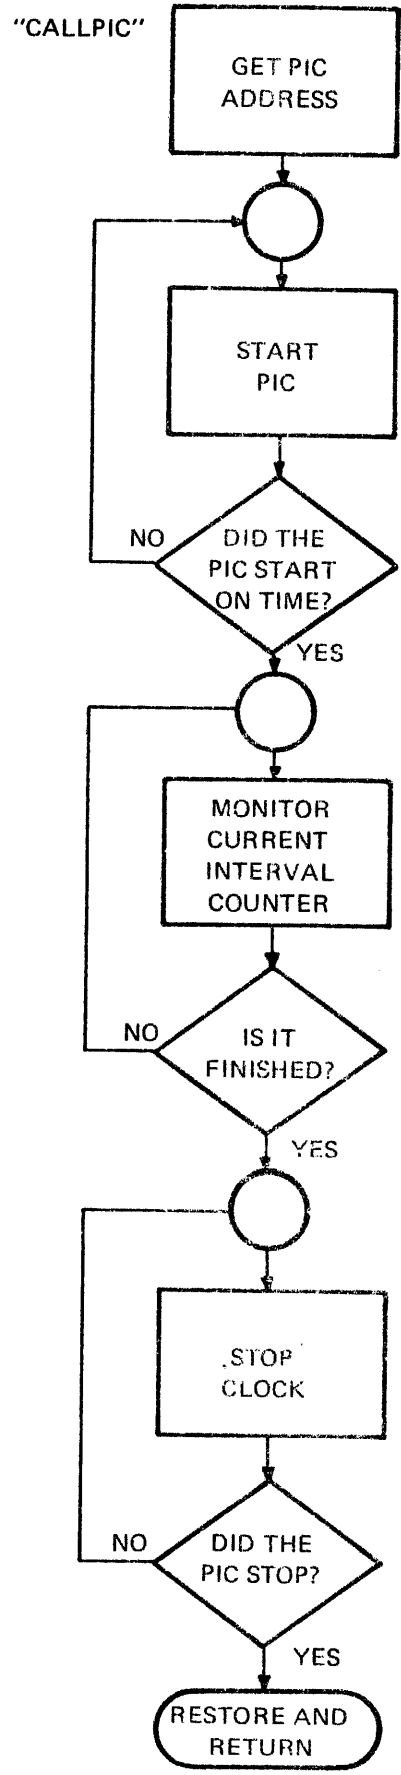 "CALLPIC"
GET PIC
ADDRESS
START
PIC
NO
DID THE
PIC START
ON TIME?
YES
MONITOR
CURRENT
INTERVAL
COUNTER
NO
IS IT
FINISHED?
YES
STOP
CLOCK
NO
DID THE
PIC STOP?
YES
RESTORE AND
RETURN